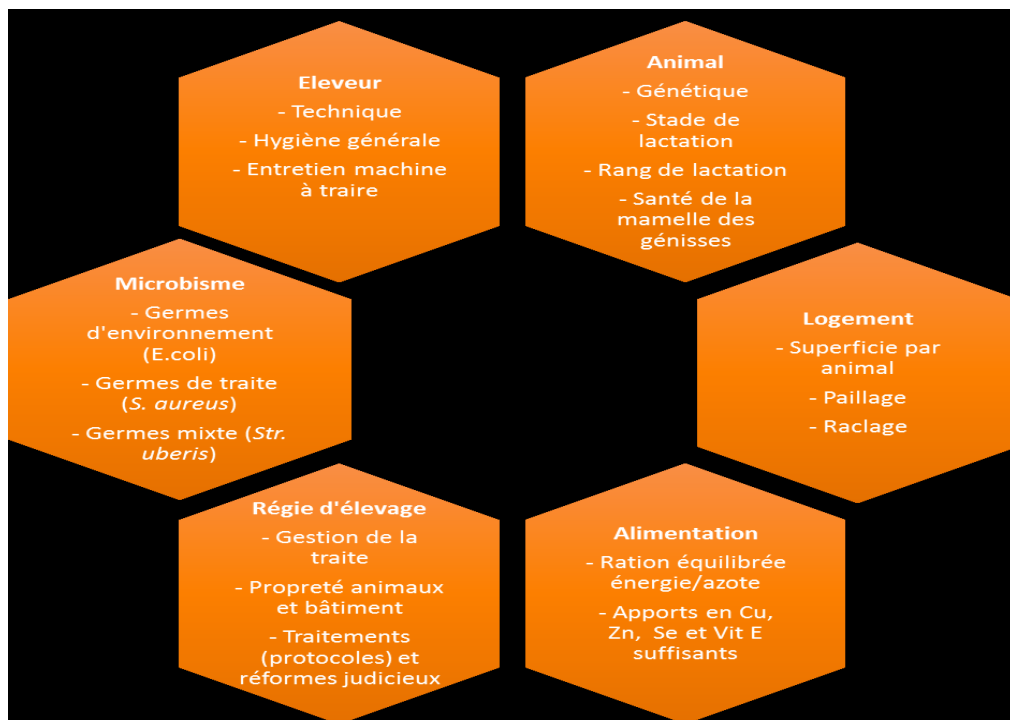 Eleveur
- Technique
- Hygiène générale
- Entretien machine
à traire
Animal
- Génétique
- Stade de
lactation
- Rang de lactation
- Santé de la
mamelle des
génisses
Microbisme
- Germes
d'environnement
(E.coli)
- Germes de traite
(S. aureus)
- Germes mixte (Str.
uberis)
Logement
- Superficie par
animal
- Paillage
- Raclage
Régie d'élevage
- Gestion de la
traite
- Propreté animaux
et bâtiment
- Traitements
(protocoles) et
réformes judicieux
Alimentation
- Ration équilibrée
énergie/azote
- Apports en Cu,
Zn, Se et Vit E
suffisants